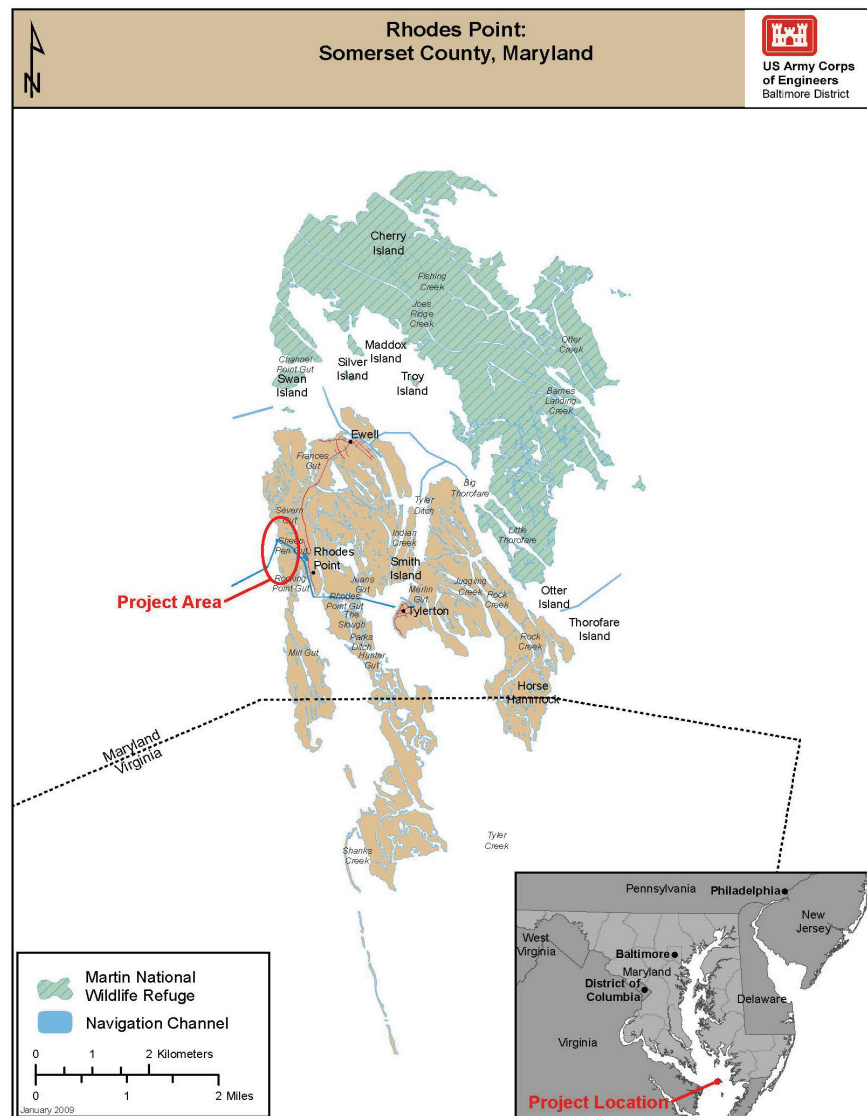 Rhodes Point:
Somerset County, Maryland
N
US Army Corps
of Engineers
Baltimore District
Cherry
Island
Fishing
Creek
Joes
Ridge
Creek
Otter
Creek
Maddox
Island
Channel
Point Gut
Silver
Island
Swan
Island
Troy
Island
Barnes
Landing
Creek
Ewell
Frances
Gut
Big
Thorofare
Tyler
Ditch
Severn
Gut
Little
Thorofare
Indian
Creek
Sheep
Pen Gut
Rhodes
Point
Smith
Island
Project Area
Rocking
Point Gut
Jeans
Gut
Merlin
Gut
Juggling
Creek
Rock
Creek
Otter
Island
Rhodes
Point Gut
The
Slough
Tylerton
Thorofare
Island
Parks
Ditch
Rock
Creek
Mill Gut
Hunter
Gut
Horse
Hammock
Maryland
Virginia
Tyler
Creek
Shanks
Creek
Martin National
Wildlife Refuge
Navigation Channel
0 1 2 Kilometers
0 1 2 Miles
January 2009
Pennsylvania
Philadelphia
New
Jersey
West
Virginia
Baltimore
Maryland
District of
Columbia
Delaware
Virginia
Project Location